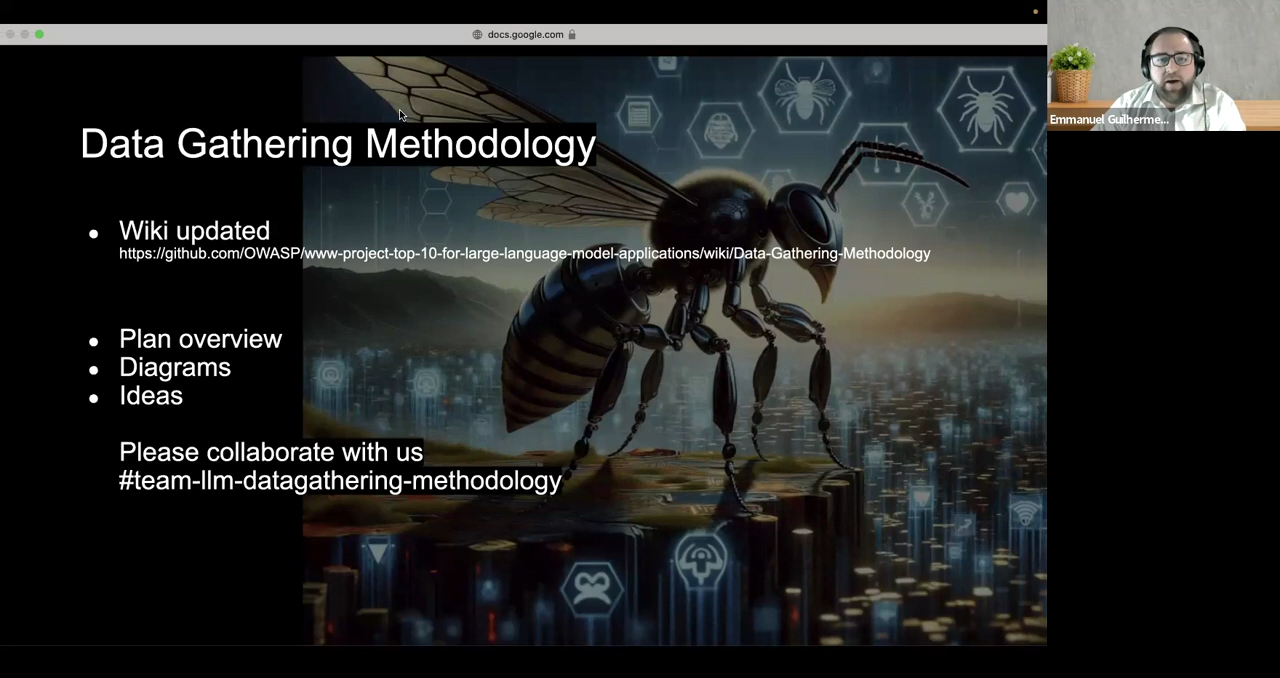 docs.google.com
Emmanuel Guilherme...
Data Gathering Methodology
Wiki updated
https://github.com/OWASP/www-project-top-10-for-large-language-model-applications/wiki/Data-Gathering-Methodology
Plan overview
Diagrams
Ideas
Please collaborate with us
#team-llm-datagathering-methodology